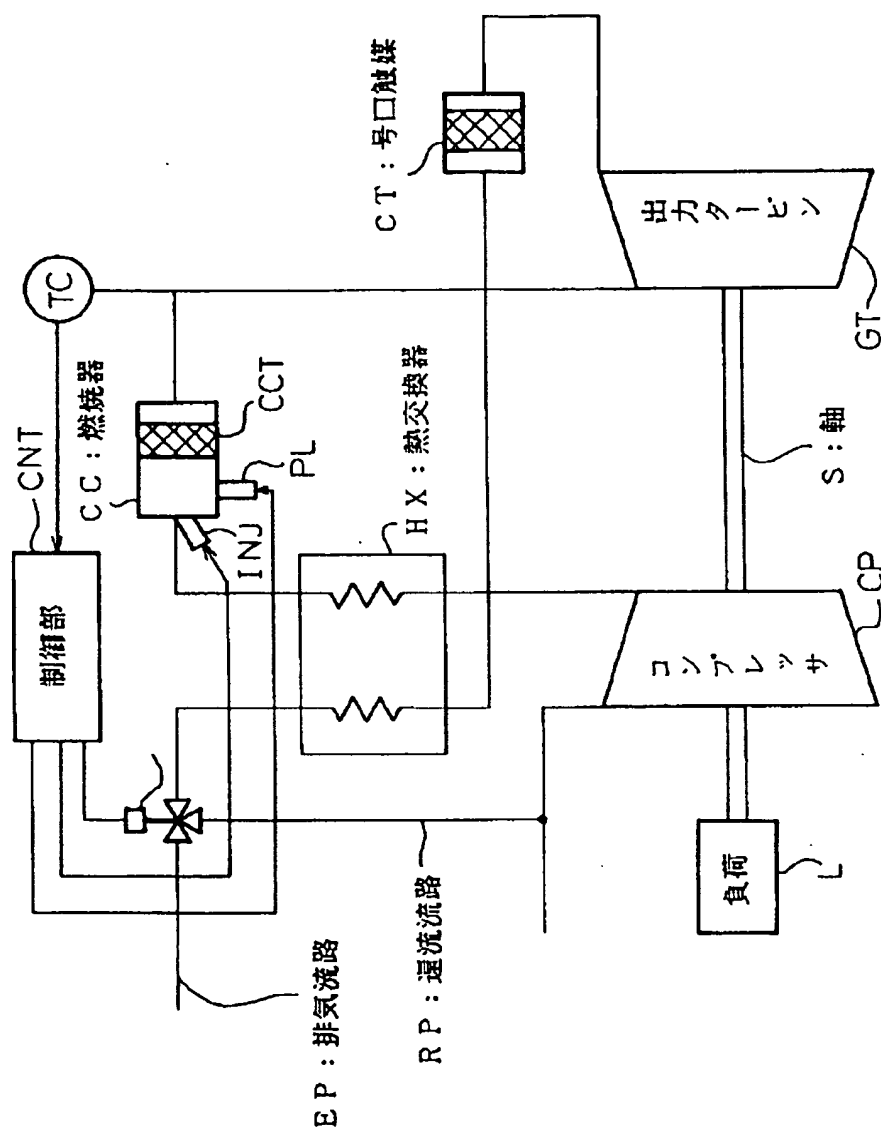 TC
CNT
制御部
CC：燃焼器
CCT
PL
INJ
HX：熱交換器
CT：号口触媒
出力タービン
GT
S：軸
コンプレッサ
CP
負荷
L
EP：排気流路
RP：還流流路